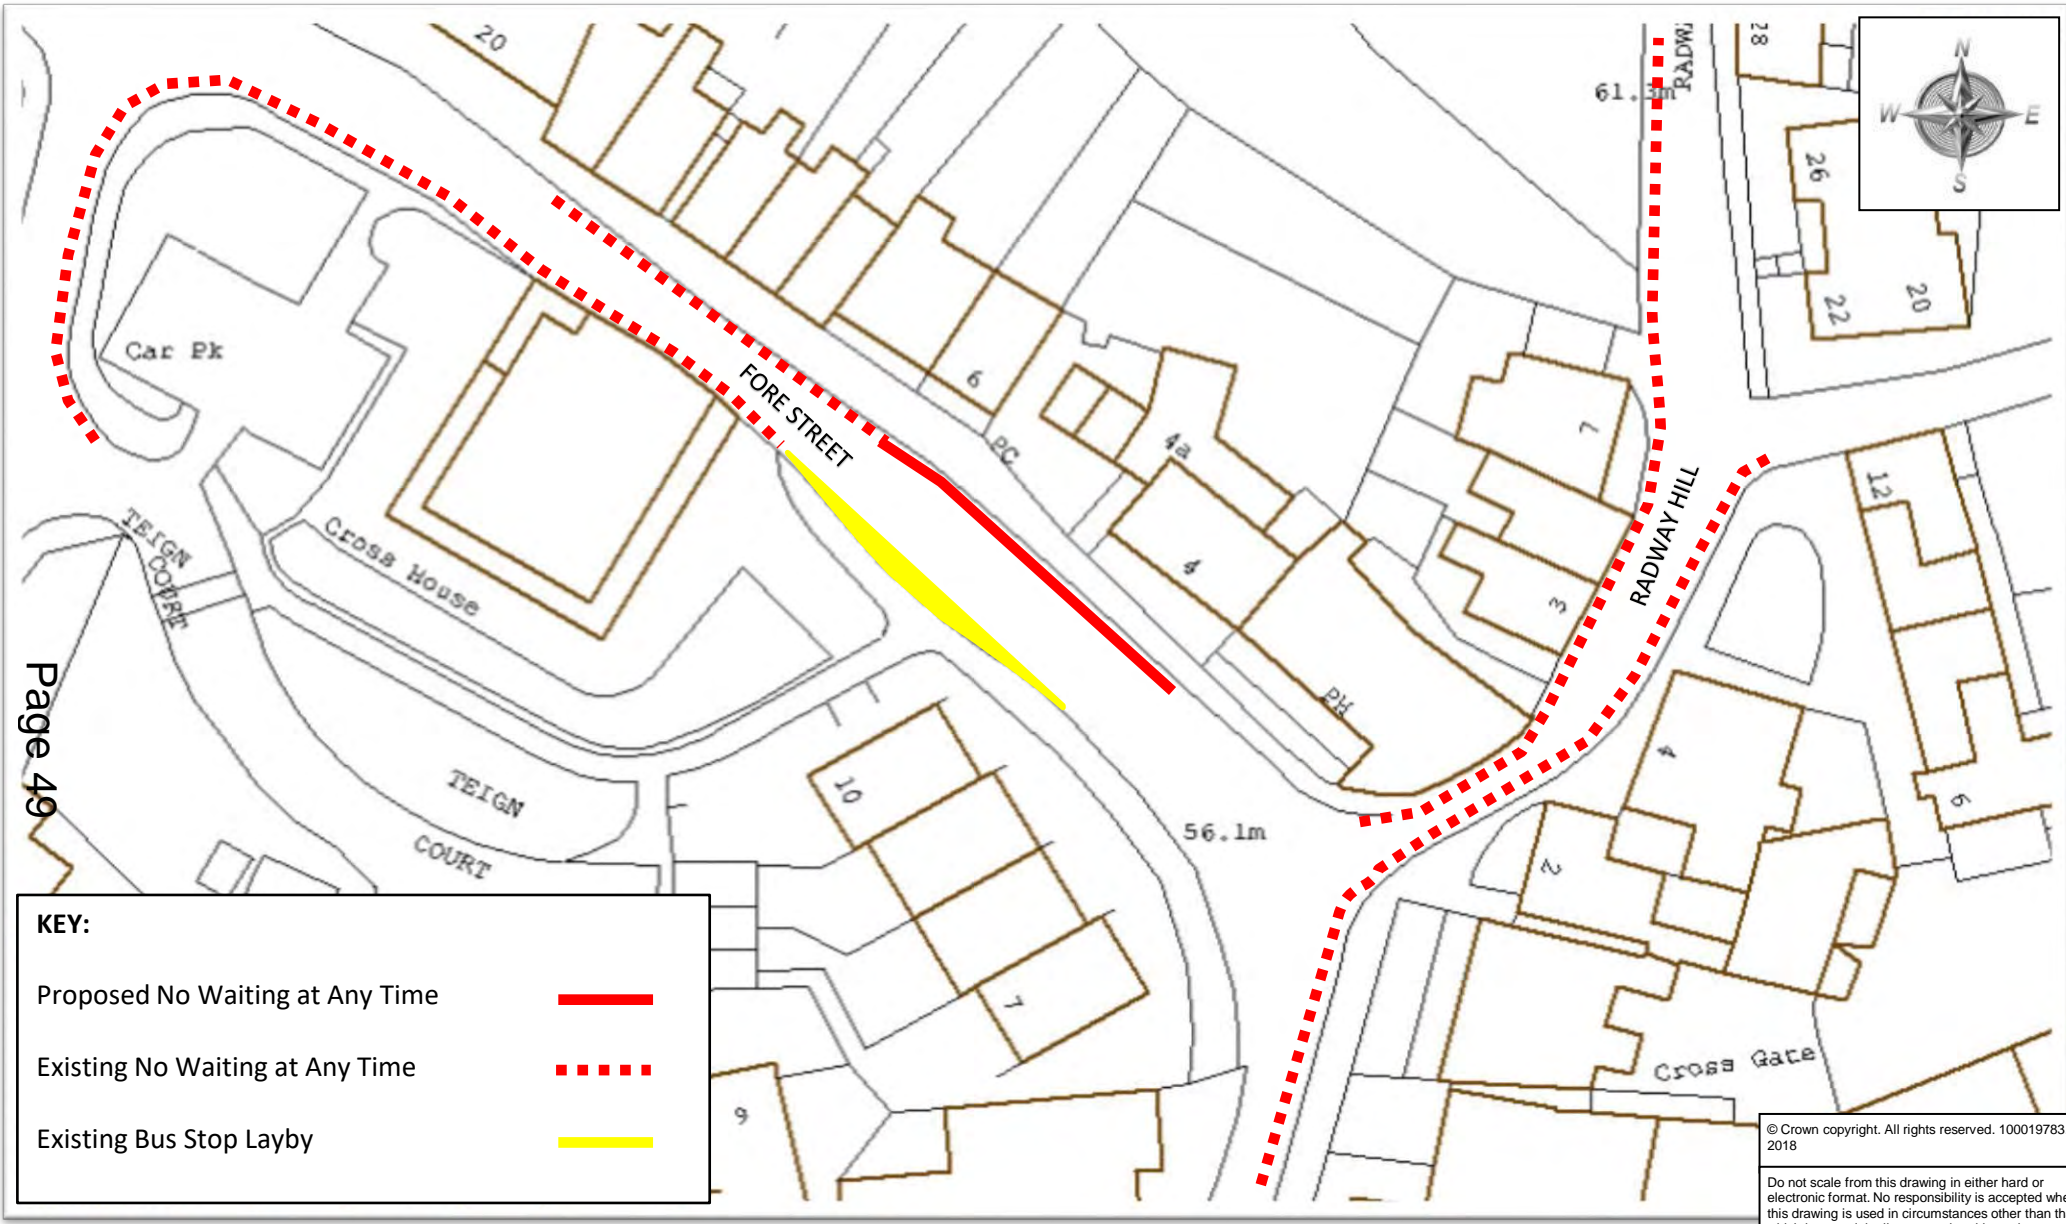 20
61.3m
RADW
28
N
W
E
S
26
22
20
Car Pk
6
FORE STREET
PC
4a
7
RADWAY HILL
12
TEIGN
COURT
Cross House
4
3
Page 49
PH
4
10
TEIGN
56.1m
6
COURT
2
7
9
Cross Gate
KEY:
Proposed No Waiting at Any Time
Existing No Waiting at Any Time
Existing Bus Stop Layby
© Crown copyright. All rights reserved. 100019783
2018
Do not scale from this drawing in either hard or
electronic format. No responsibility is accepted whe
this drawing is used in circumstances other than th